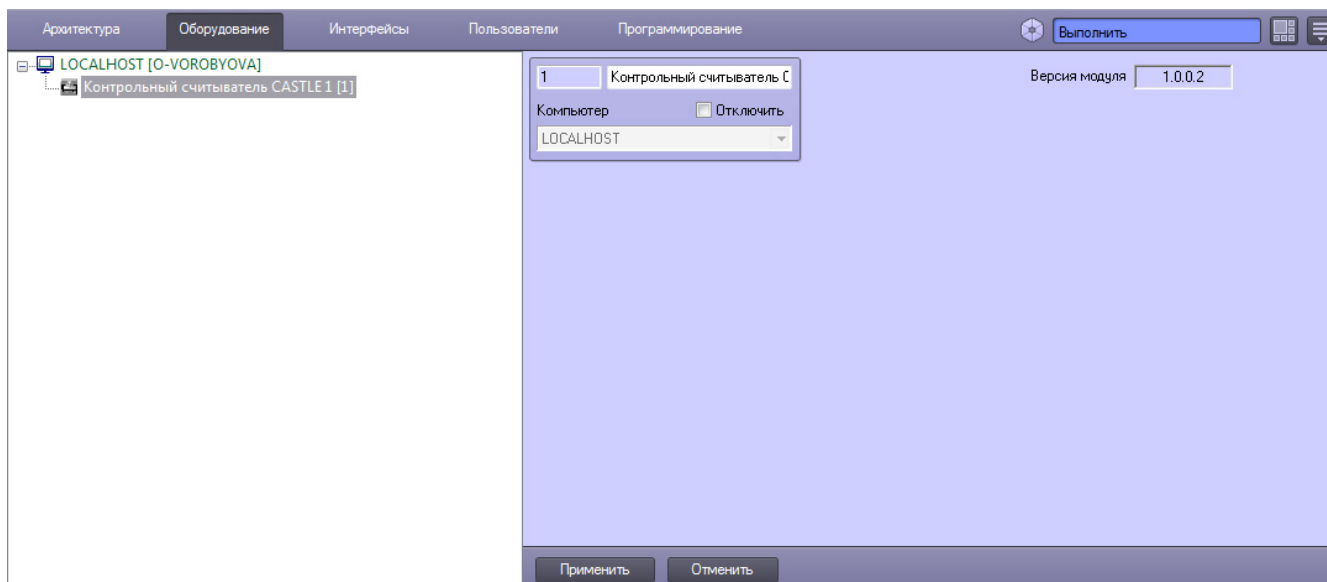 Архитектура Оборудование Интерфейсы Пользователи Программирование Выполнить
LOCALHOST [O-VOROBYOVA]
Контрольный считыватель CASTLE 1 [1]
1 Контрольный считыватель С
Версия модуля 1.0.0.2
Компьютер Отключить
LOCALHOST
Применить Отменить